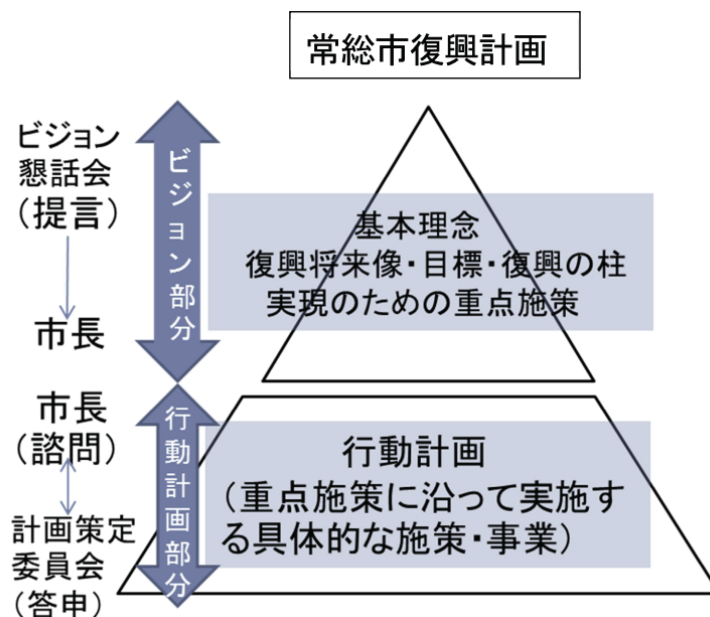 常総市復興計画
ビジョン
懇話会
（提言）
市長
ビジョン部分
基本理念
復興将来像・目標・復興の柱
実現のための重点施策
市長
（諮問）
計画策定
委員会
（答申）
行動計画部分
行動計画
（重点施策に沿って実施す
る具体的な施策・事業）